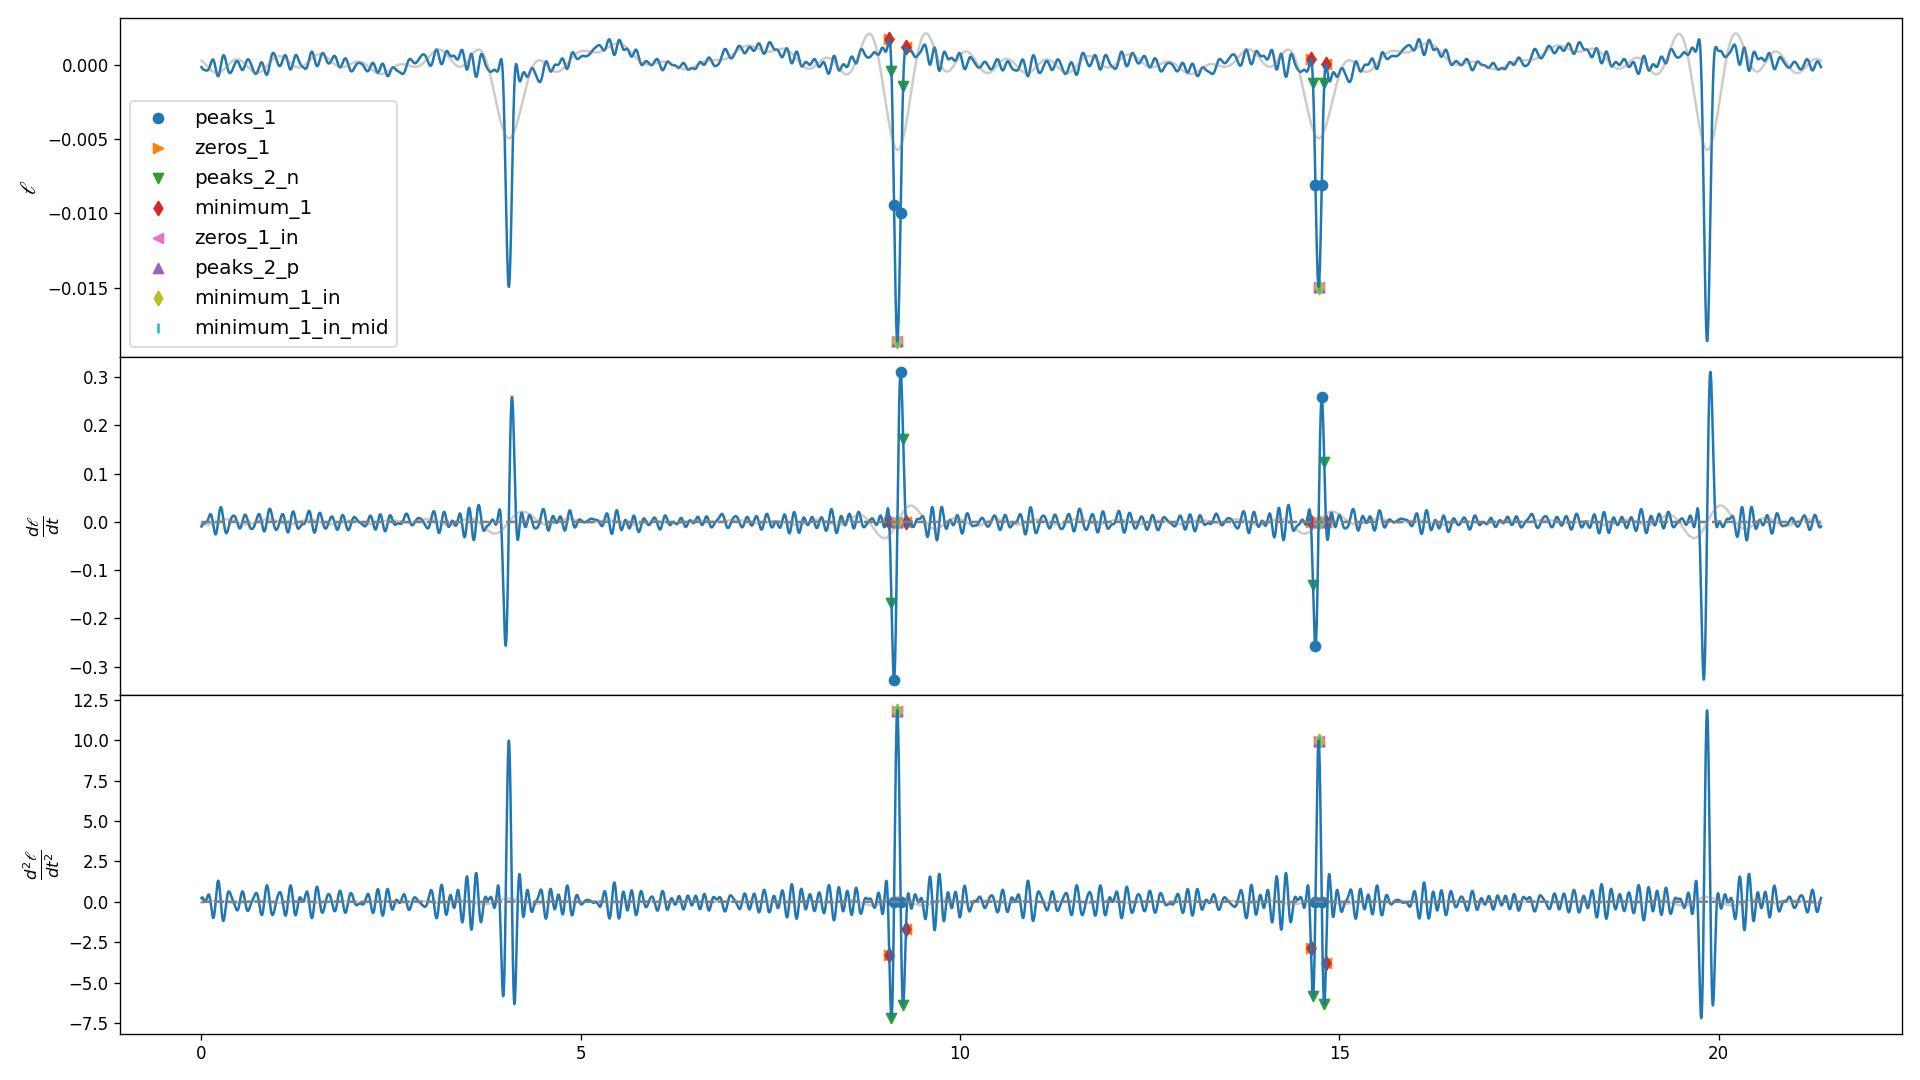 0.000
−0.005
−0.010
−0.015
ℓ
peaks_1
zeros_1
peaks_2_n
minimum_1
zeros_1_in
peaks_2_p
minimum_1_in
minimum_1_in_mid
0.3
0.2
0.1
0.0
−0.1
−0.2
−0.3
dℓ
dt
12.5
10.0
7.5
5.0
2.5
0.0
−2.5
−5.0
−7.5
d²ℓ
dt²
0 5 10 15 20